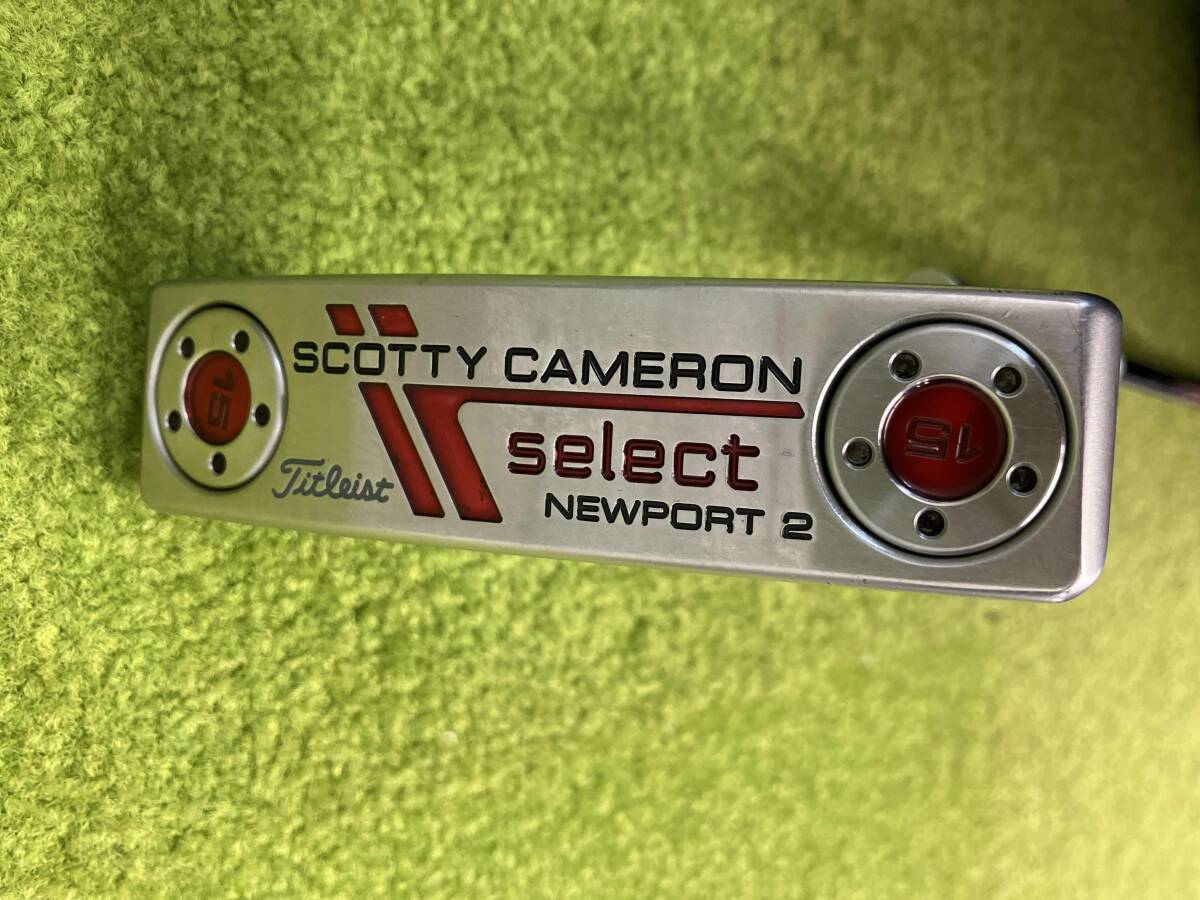 SCOTTY CAMERON
select
Titleist
NEWPORT 2
15
15